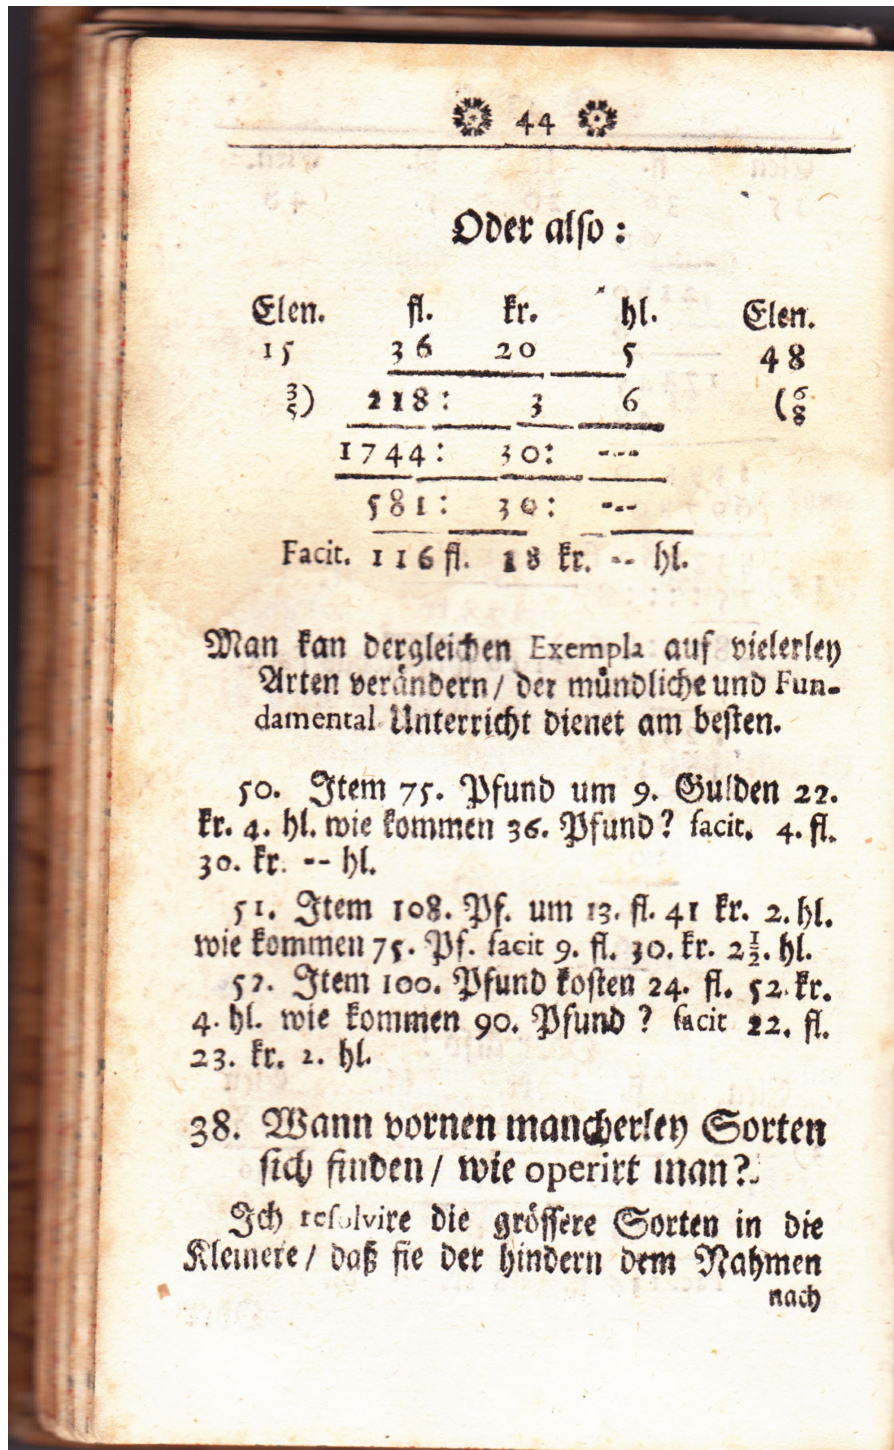 44
Oder also:
Elen. fl. kr. hl. Elen.
15 36 20 5 48
3/5) 218: 3 6 (6/8
1744: 30: ---
581: 30: ---
Facit. 116 fl. 18 kr. -- hl.
Man kan dergleichen Exempla auf vielerley
Arten verändern / der mündliche und Fun-
damental Unterricht dienet am besten.
50. Item 75. Pfund um 9. Gulden 22.
kr. 4. hl. wie kommen 36. Pfund? facit. 4. fl.
30. kr. -- hl.
51. Item 108. Pf. um 13. fl. 41 kr. 2. hl.
wie kommen 75. Pf. facit 9. fl. 30. kr. 2½. hl.
52. Item 100. Pfund kosten 24. fl. 52. kr.
4. hl. wie kommen 90. Pfund? facit 22. fl.
23. kr. 2. hl.
38. Wann vornen mancherley Sorten
sich finden / wie operirt man?
Ich resolvire die grössere Sorten in die
Kleinere / daß sie der hindern dem Nahmen
nach